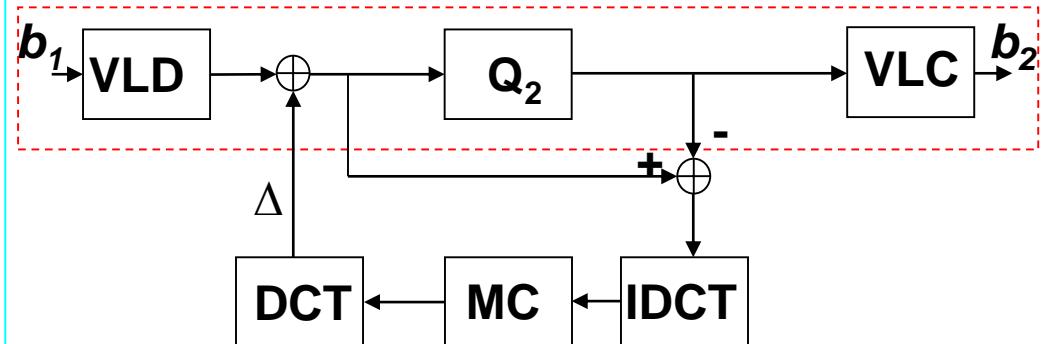 b₁ VLD Q₂ VLC b₂
-
+
Δ
DCT MC IDCT